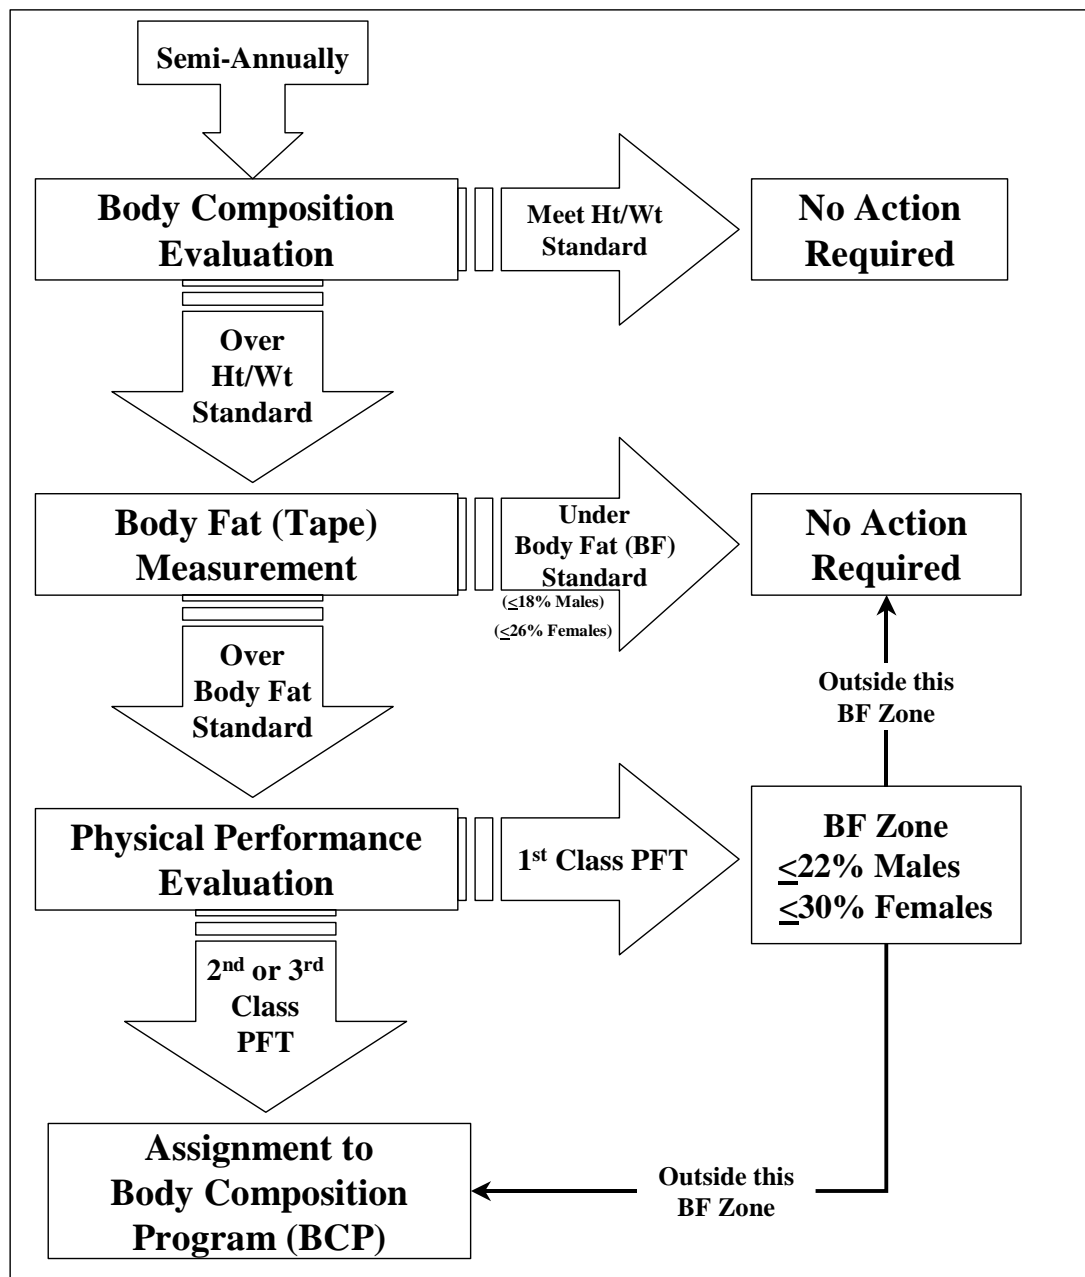 Semi-Annually
Body Composition
Evaluation
Meet Ht/Wt
Standard
No Action
Required
Over
Ht/Wt
Standard
Body Fat (Tape)
Measurement
Under
Body Fat (BF)
Standard
(≤18% Males)
(≤26% Females)
No Action
Required
Over
Body Fat
Standard
Outside this
BF Zone
Physical Performance
Evaluation
1st Class PFT
BF Zone
≤22% Males
≤30% Females
2nd or 3rd
Class
PFT
Assignment to
Body Composition
Program (BCP)
Outside this
BF Zone